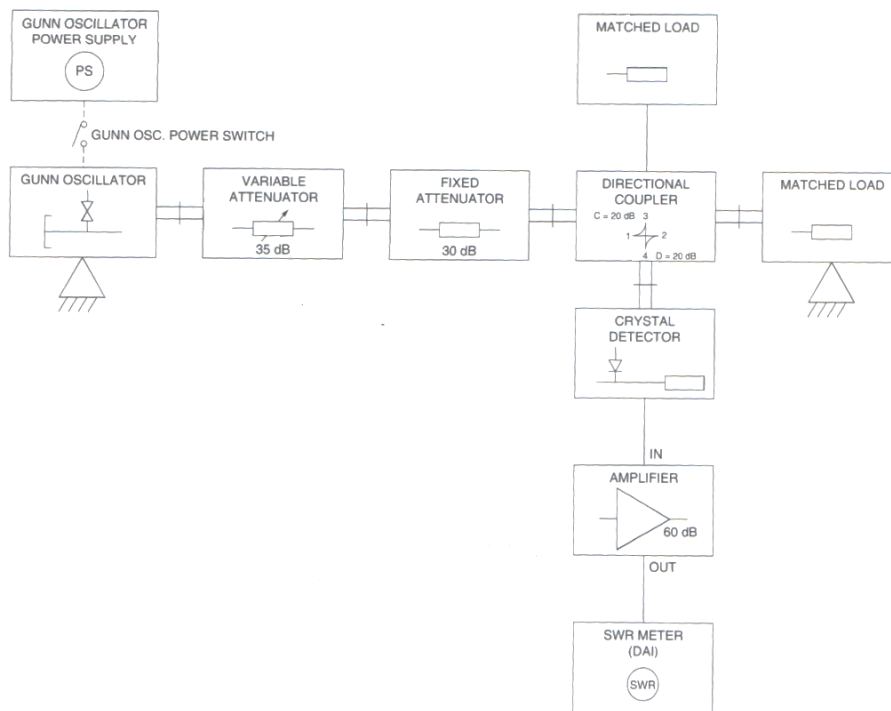 GUNN OSCILLATOR
POWER SUPPLY
PS
GUNN OSC. POWER SWITCH
MATCHED LOAD
GUNN OSCILLATOR
VARIABLE
ATTENUATOR
35 dB
FIXED
ATTENUATOR
30 dB
DIRECTIONAL
COUPLER
C = 20 dB 3
1 2
4 D = 20 dB
MATCHED LOAD
CRYSTAL
DETECTOR
IN
AMPLIFIER
60 dB
OUT
SWR METER
(DAI)
SWR